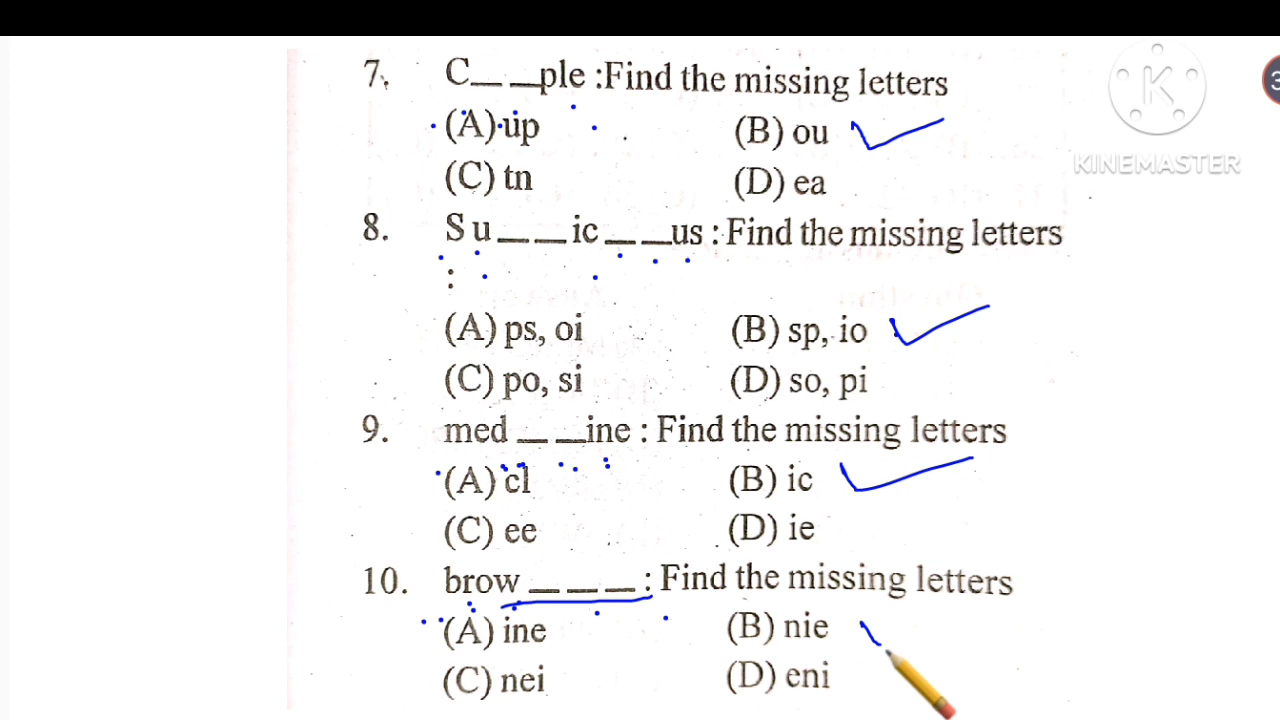 7. C__ __ple :Find the missing letters
(A) up (B) ou
(C) tn (D) ea
8. Su__ __ic__ __us : Find the missing letters
:
(A) ps, oi (B) sp, io
(C) po, si (D) so, pi
9. med __ __ine : Find the missing letters
(A) cl (B) ic
(C) ee (D) ie
10. brow __ __ __ : Find the missing letters
(A) ine (B) nie
(C) nei (D) eni
K
KINEMASTER
3